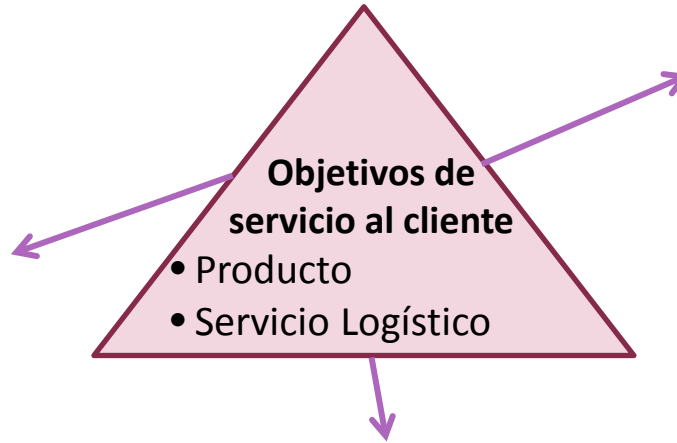 Objetivos de
servicio al cliente
• Producto
• Servicio Logístico